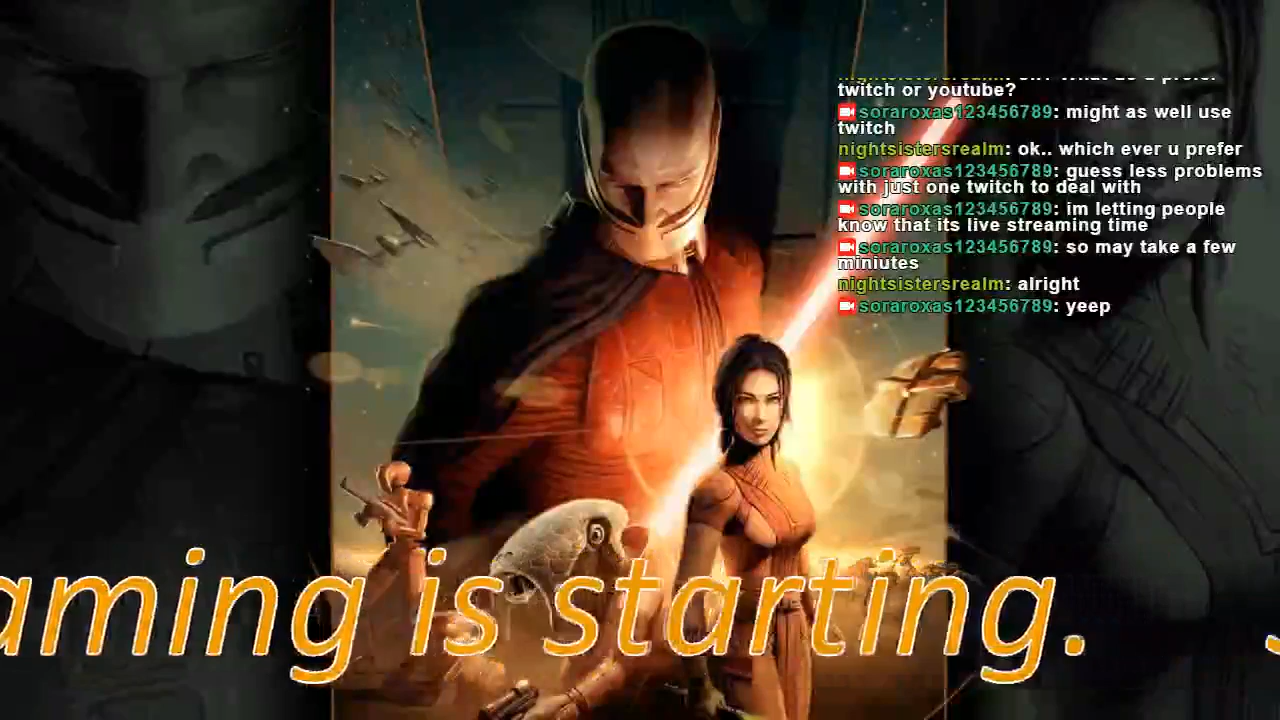 twitch or youtube?
soraroxas123456789: might as well use
twitch
nightsistersrealm: ok.. which ever u prefer
soraroxas123456789: guess less problems
with just one twitch to deal with
soraroxas123456789: im letting people
know that its live streaming time
soraroxas123456789: so may take a few
miniutes
nightsistersrealm: alright
soraroxas123456789: yeep
aming is starting.